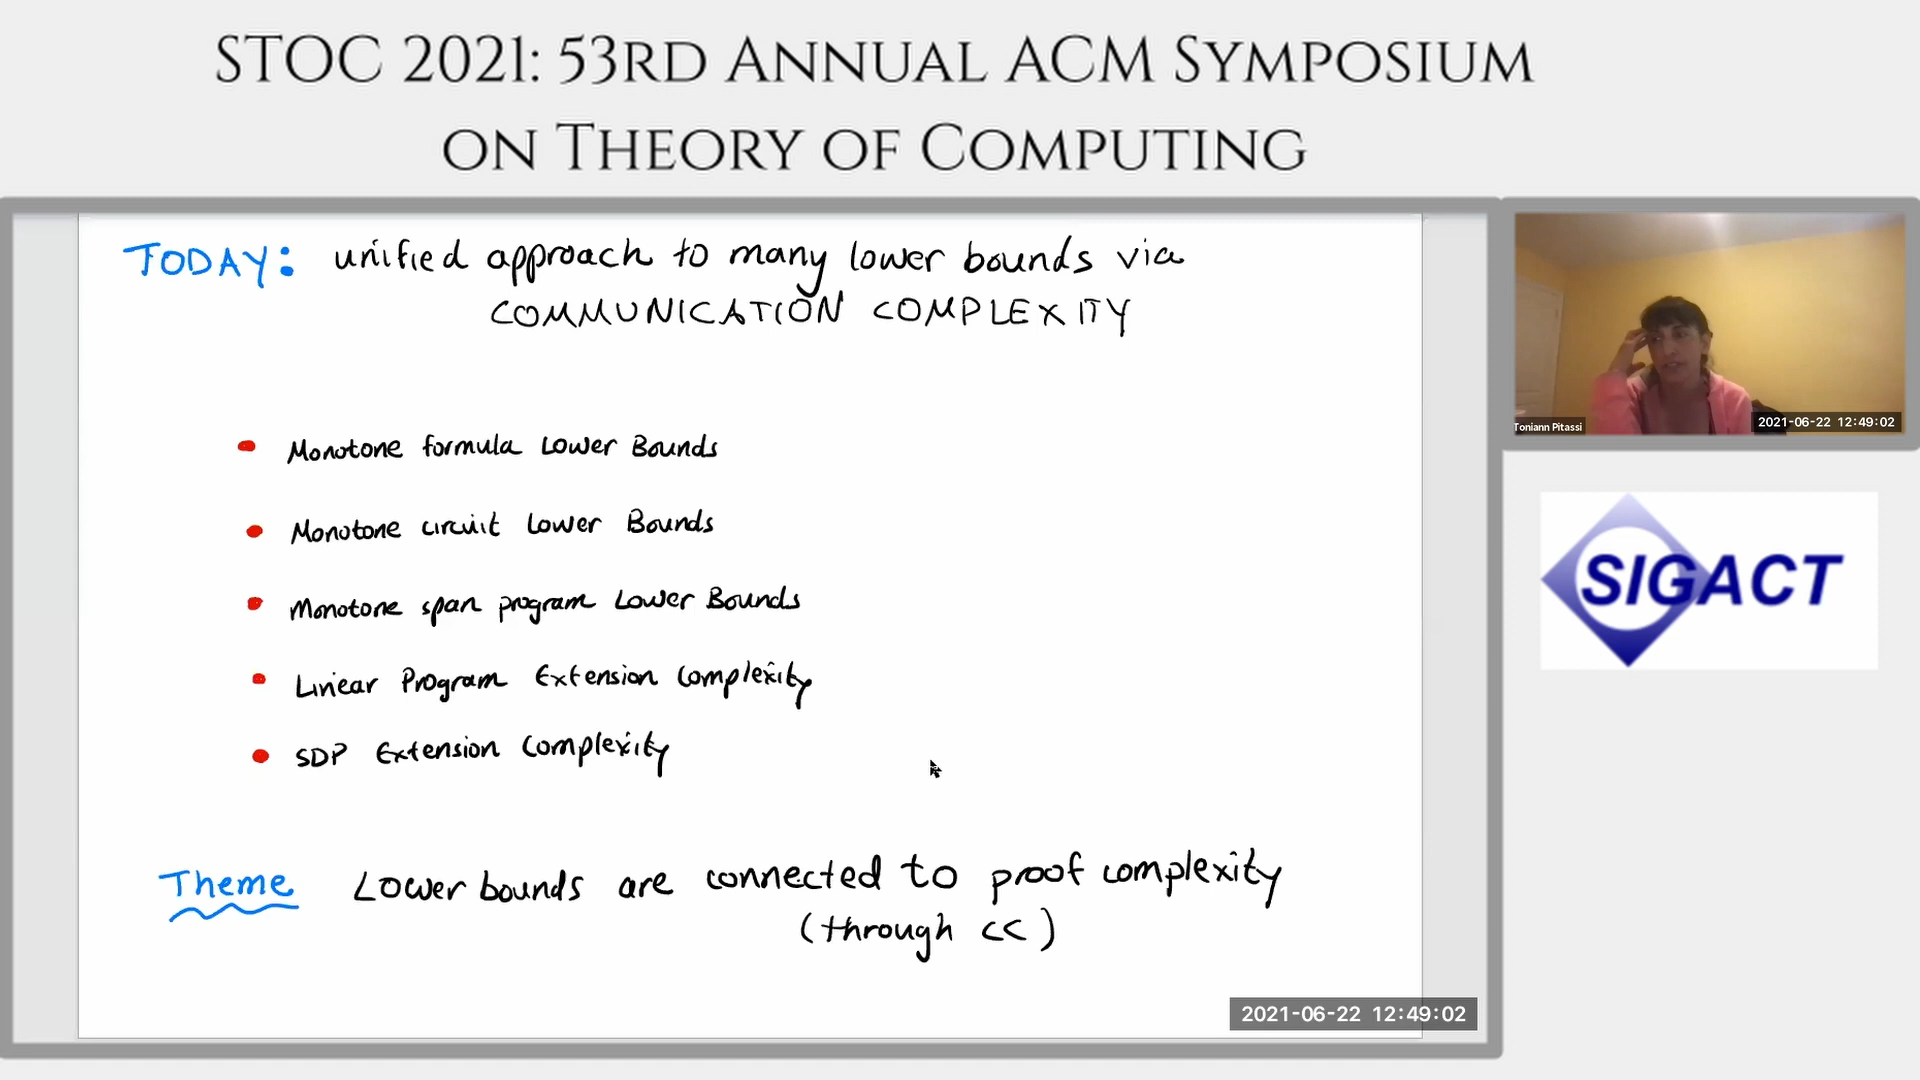 STOC 2021: 53RD ANNUAL ACM SYMPOSIUM
ON THEORY OF COMPUTING
TODAY: unified approach to many lower bounds via
COMMUNICATION COMPLEXITY
Monotone formula Lower Bounds
Monotone circuit Lower Bounds
Monotone span program Lower Bounds
Linear Program Extension Complexity
SDP Extension Complexity
Theme Lower bounds are connected to proof complexity
(through CC)
2021-06-22 12:49:02
Toniann Pitassi
2021-06-22 12:49:02
SIGACT